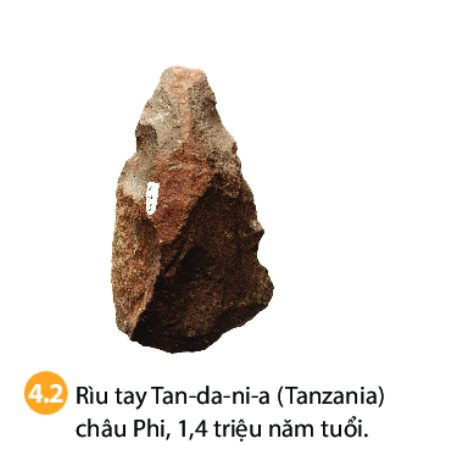 4.2 Rìu tay Tan-da-ni-a (Tanzania)
châu Phi, 1,4 triệu năm tuổi.